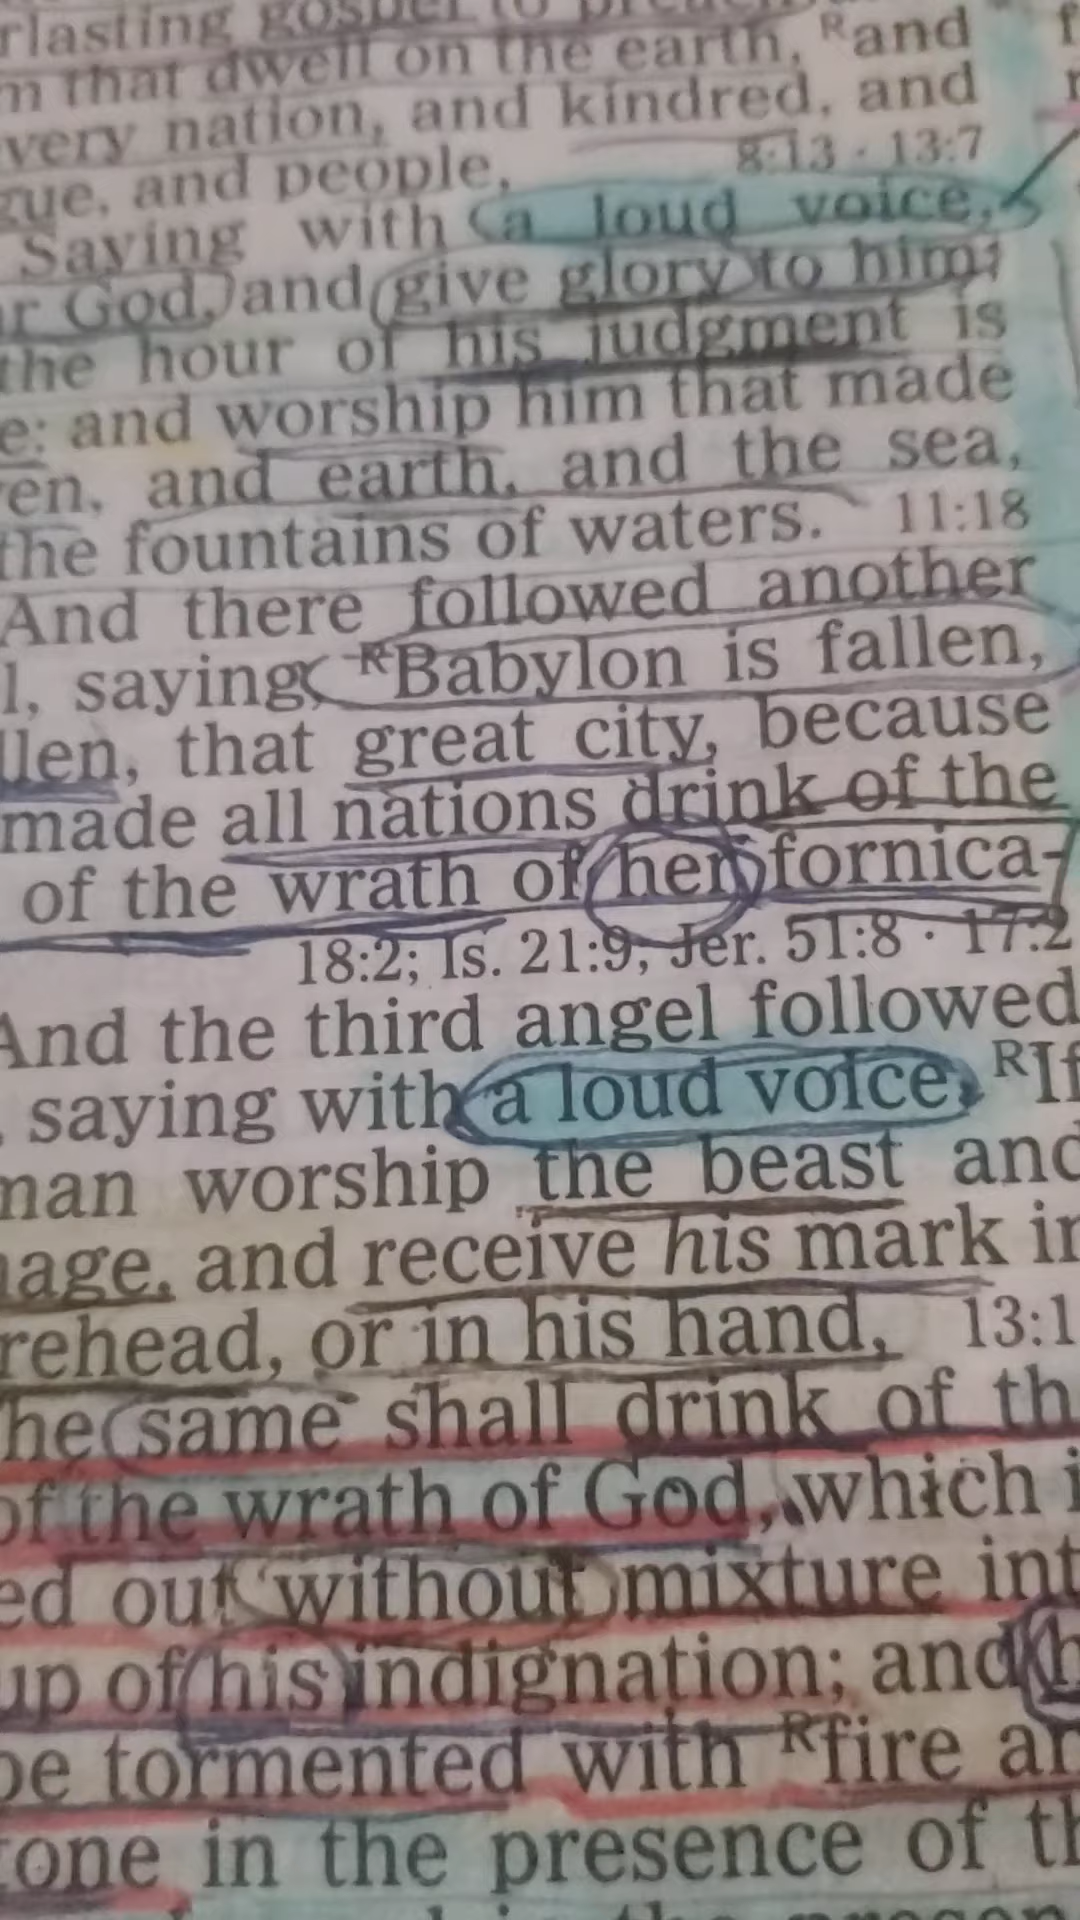 rlasting gospel to preach
m that dwell on the earth, Rand
very nation, and kindred, and
gue, and people, 8:13 · 13:7
Saying with a loud voice,
r God, and give glory to him;
the hour of his judgment is
e: and worship him that made
en, and earth, and the sea,
the fountains of waters. 11:18
And there followed another
l, saying, RBabylon is fallen,
llen, that great city, because
made all nations drink of the
of the wrath of her fornica-
18:2; Is. 21:9; Jer. 51:8 · 17:2
And the third angel followed
, saying with a loud voice, RIf
man worship the beast and
age, and receive his mark in
rehead, or in his hand, 13:1
he same shall drink of th
of the wrath of God, which i
ed out without mixture int
up of his indignation; and h
be tormented with Rfire an
tone in the presence of th